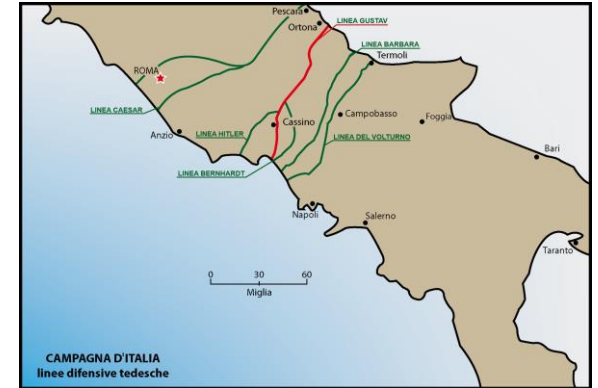 Pescara
Ortona
LINEA GUSTAV
LINEA BARBARA
Termoli
ROMA
LINEA CAESAR
Anzio
LINEA HITLER
Cassino
Campobasso
Foggia
LINEA DEL VOLTURNO
LINEA BERNHARDT
Bari
Napoli
Salerno
Taranto
0 30 60
Miglia
CAMPAGNA D'ITALIA
linee difensive tedesche